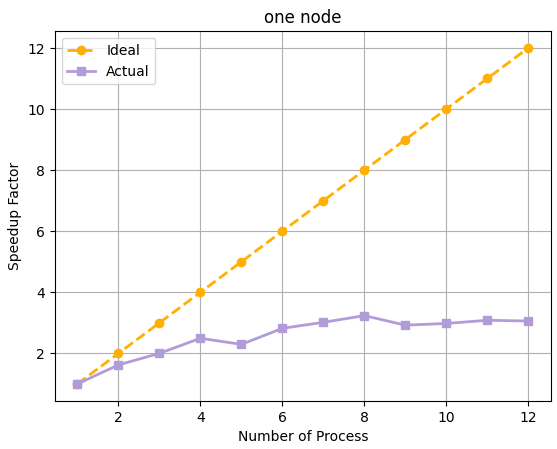 one node
Ideal
Actual
Speedup Factor
12
10
8
6
4
2
2 4 6 8 10 12
Number of Process